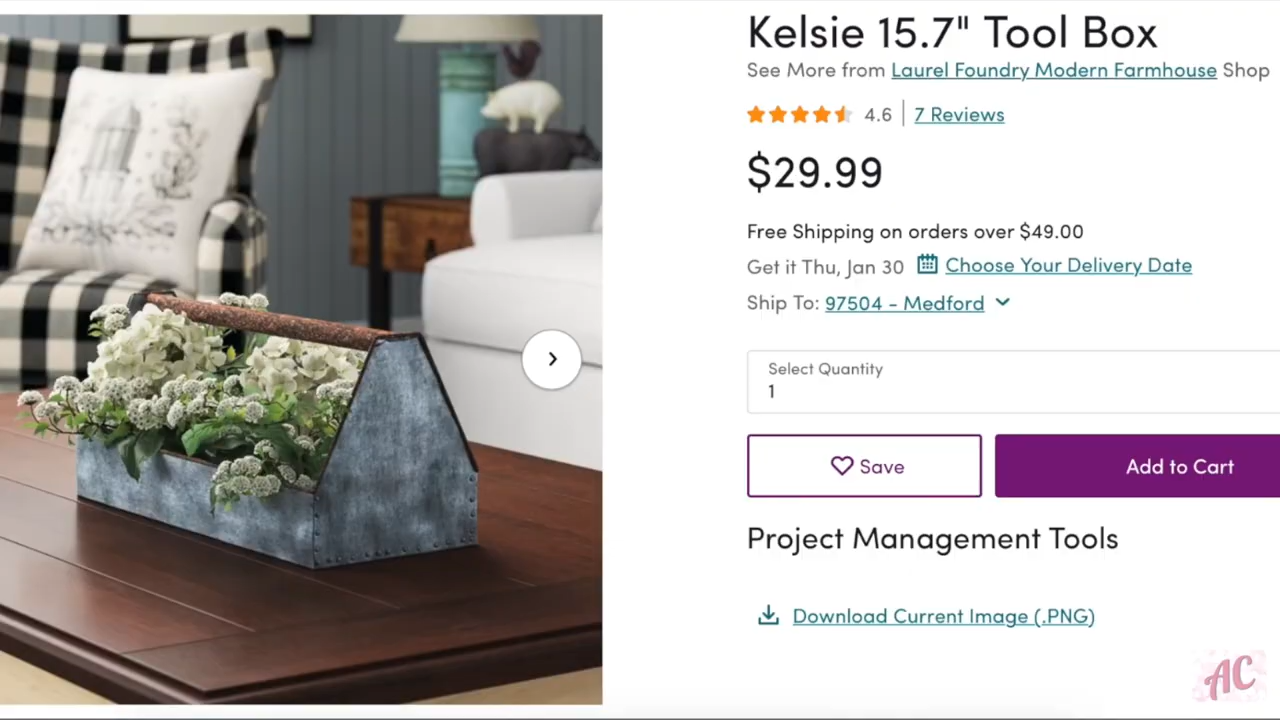 Kelsie 15.7" Tool Box
See More from Laurel Foundry Modern Farmhouse Shop
4.6 7 Reviews
$29.99
Free Shipping on orders over $49.00
Get it Thu, Jan 30 Choose Your Delivery Date
Ship To: 97504 - Medford
Select Quantity
1
Save
Add to Cart
Project Management Tools
Download Current Image (.PNG)
AC